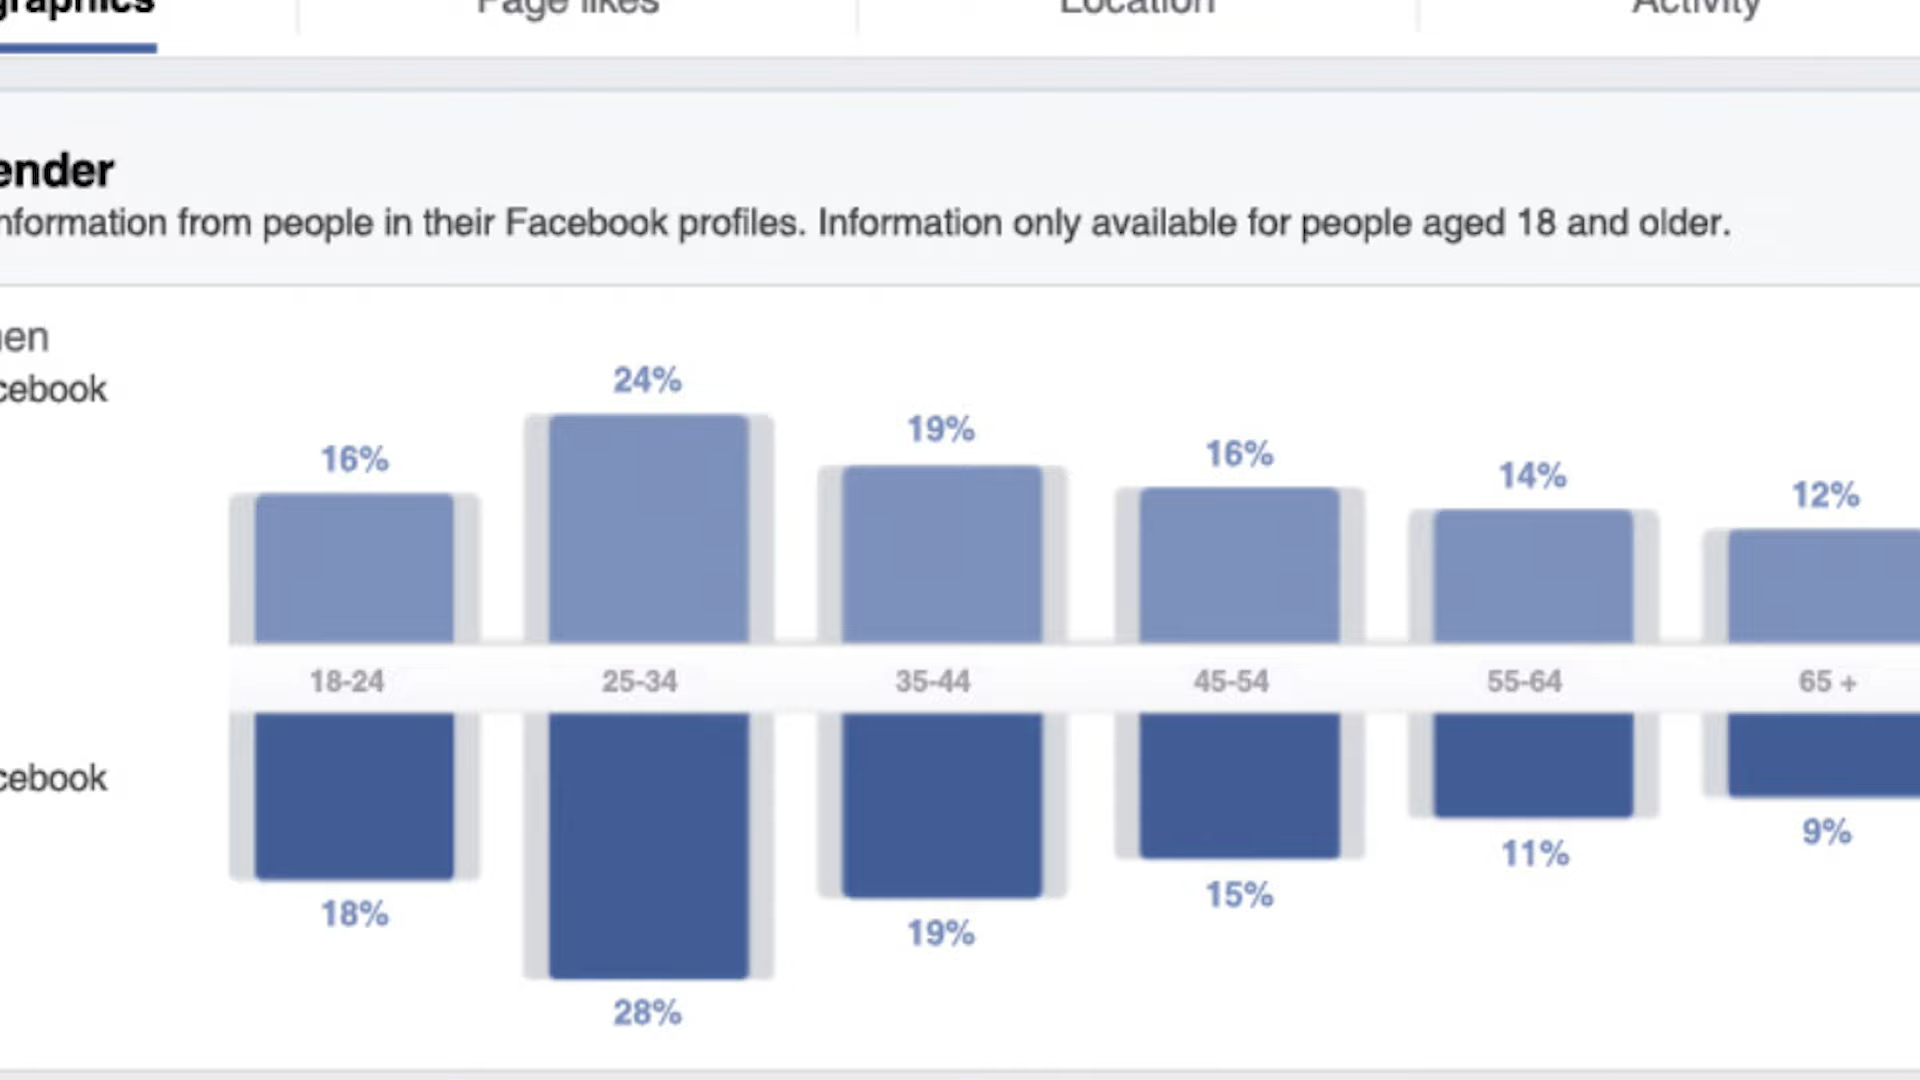 graphics Page likes Location Activity
ender
nformation from people in their Facebook profiles. Information only available for people aged 18 and older.
en
cebook
24%
19%
16%
16%
14%
12%
18-24 25-34 35-44 45-54 55-64 65 +
cebook
9%
11%
15%
18%
19%
28%